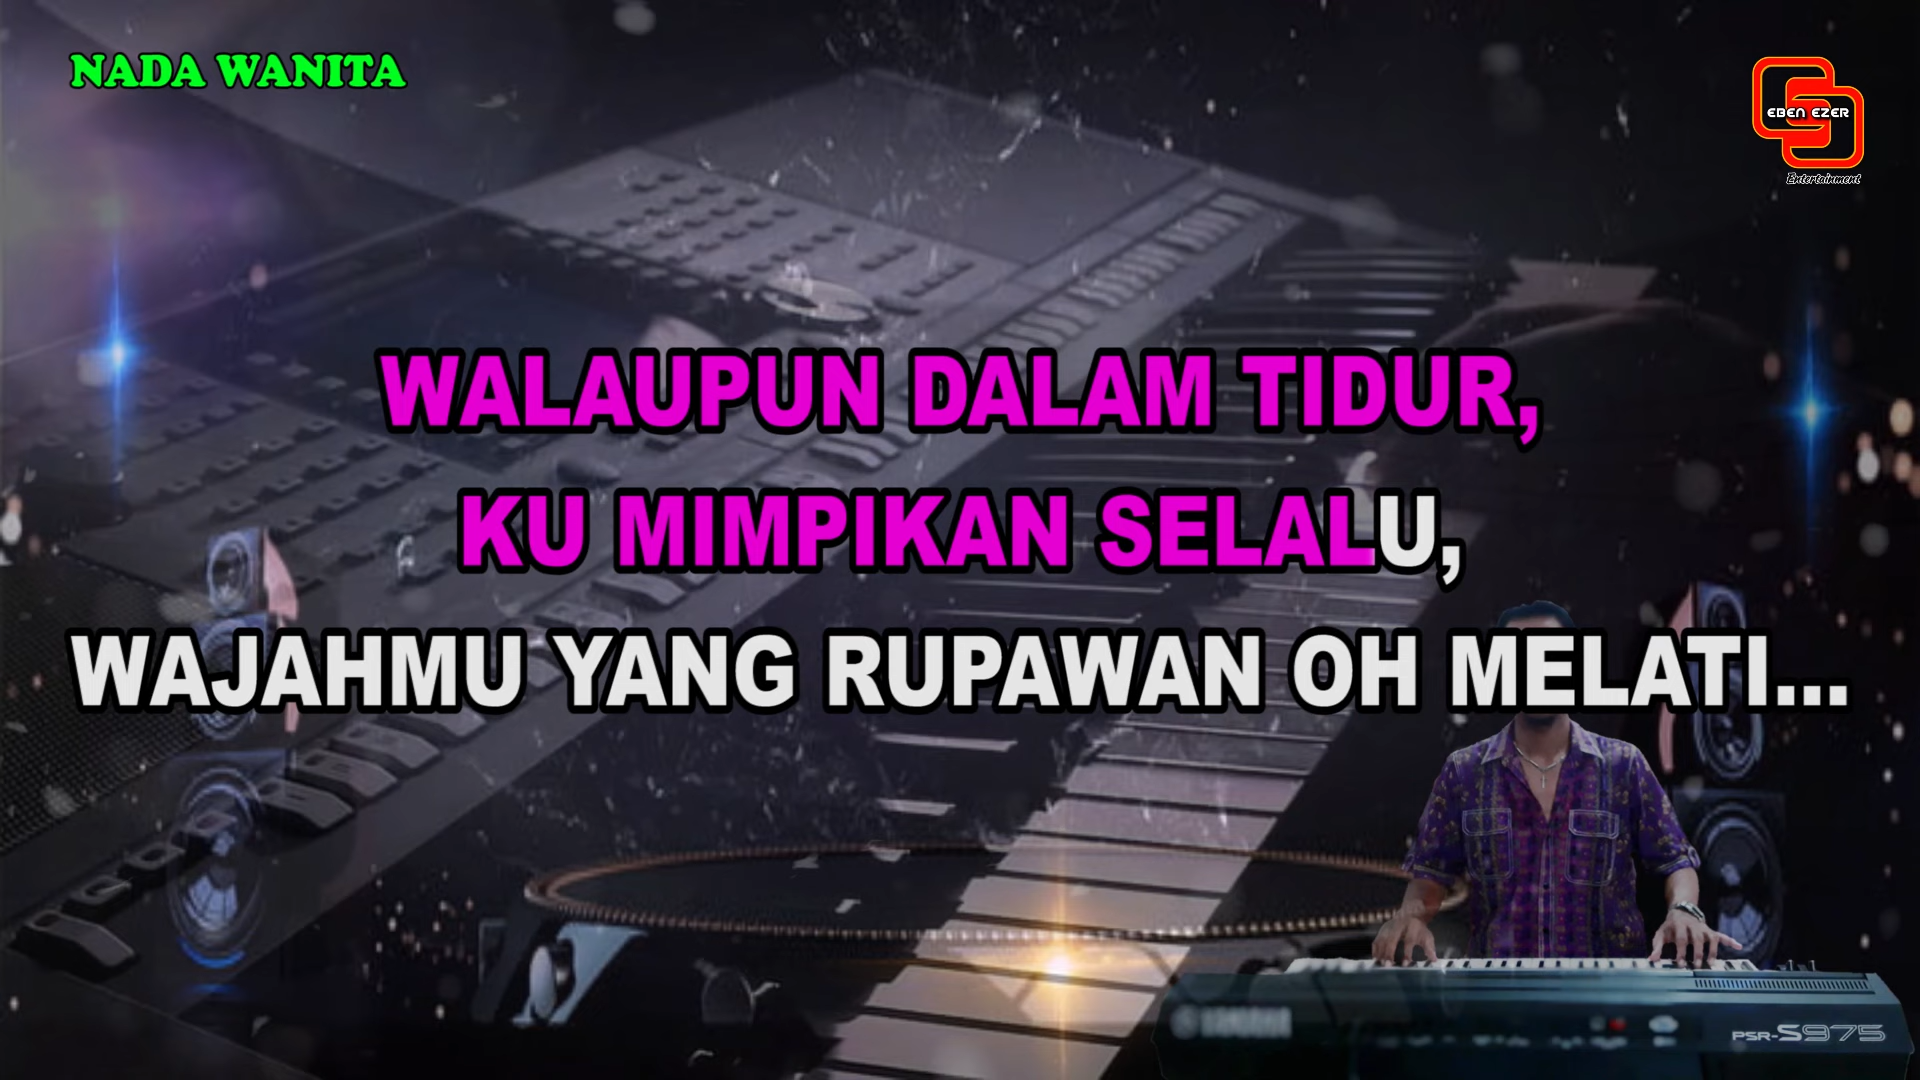 NADA WANITA
EBEN EZER
Entertainment
WALAUPUN DALAM TIDUR,
KU MIMPIKAN SELALU,
WAJAHMU YANG RUPAWAN OH MELATI...
PSR-S975